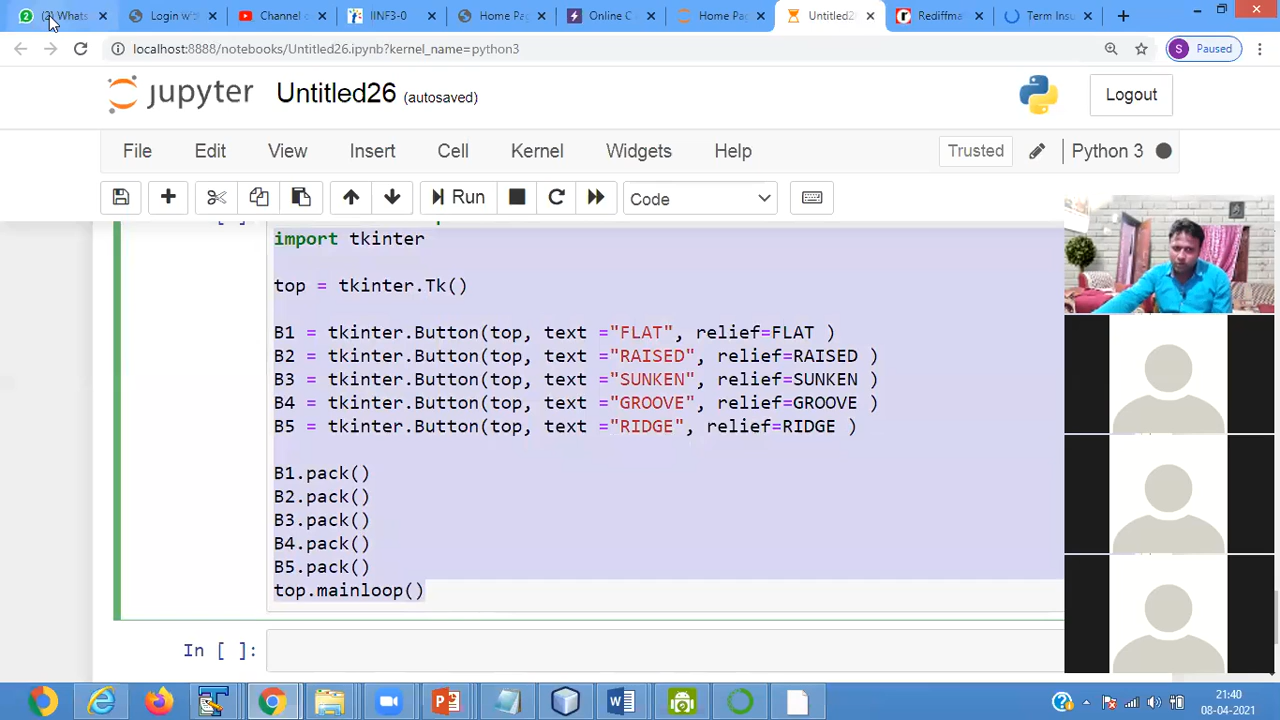 (2) Whats
Login with
Channel c
IINF3-0
Home Pag
Online C
Home Pa
Untitled2
Rediffma
Term Insu
localhost:8888/notebooks/Untitled26.ipynb?kernel_name=python3
S Paused
jupyter Untitled26 (autosaved)
Logout
File Edit View Insert Cell Kernel Widgets Help
Trusted
Python 3
Run
Code
import tkinter
top = tkinter.Tk()
B1 = tkinter.Button(top, text ="FLAT", relief=FLAT )
B2 = tkinter.Button(top, text ="RAISED", relief=RAISED )
B3 = tkinter.Button(top, text ="SUNKEN", relief=SUNKEN )
B4 = tkinter.Button(top, text ="GROOVE", relief=GROOVE )
B5 = tkinter.Button(top, text ="RIDGE", relief=RIDGE )
B1.pack()
B2.pack()
B3.pack()
B4.pack()
B5.pack()
top.mainloop()
In [ ]:
21:40
08-04-2021